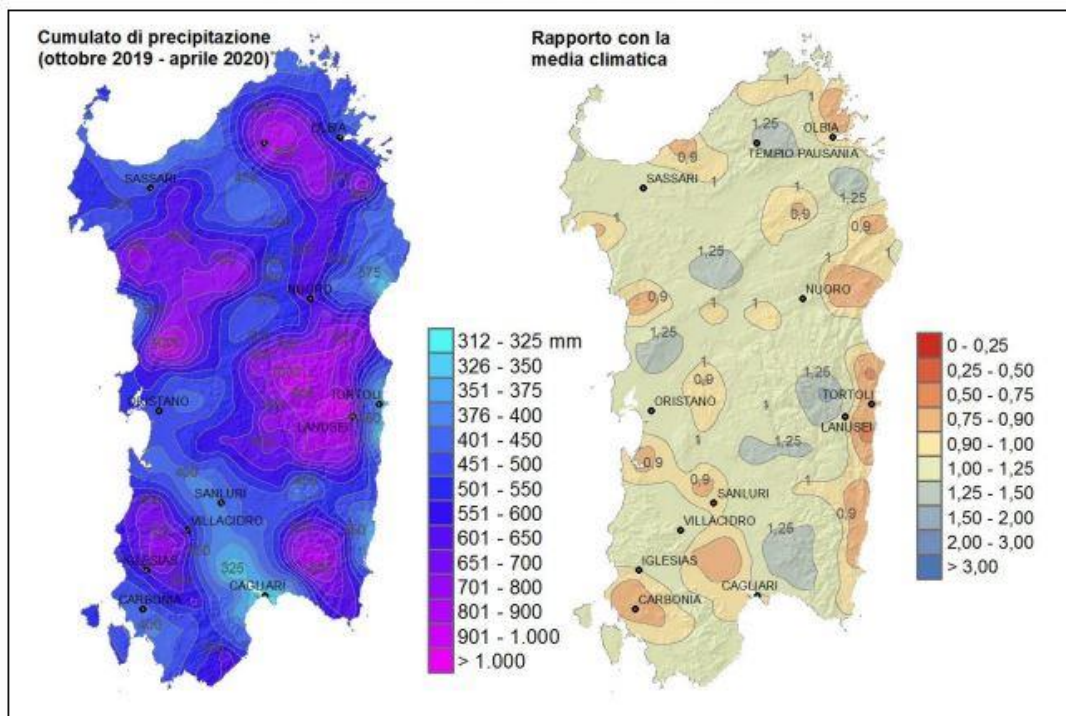 Cumulato di precipitazione
(ottobre 2019 - aprile 2020)
OLBIA
SASSARI
375
NUORO
ORISTANO
TORTOLI
LANUSEI
SANLURI
VILLACIDRO
IGLESIAS
325
CAGLIARI
CARBONIA
400
312 - 325 mm
326 - 350
351 - 375
376 - 400
401 - 450
451 - 500
501 - 550
551 - 600
601 - 650
651 - 700
701 - 800
801 - 900
901 - 1.000
> 1.000
Rapporto con la
media climatica
1
1
1,25
OLBIA
TEMPIO PAUSANIA
0,9
SASSARI
1
1,25
1
0,9
1
0,9
1
1,25
1
NUORO
0,9
1
1
1,25
1
0,9
1,25
TORTOLI
ORISTANO
1
LANUSEI
1
1,25
0,9
1
0,9
SANLURI
0,9
VILLACIDRO
1,25
IGLESIAS
CAGLIARI
CARBONIA
0 - 0,25
0,25 - 0,50
0,50 - 0,75
0,75 - 0,90
0,90 - 1,00
1,00 - 1,25
1,25 - 1,50
1,50 - 2,00
2,00 - 3,00
> 3,00